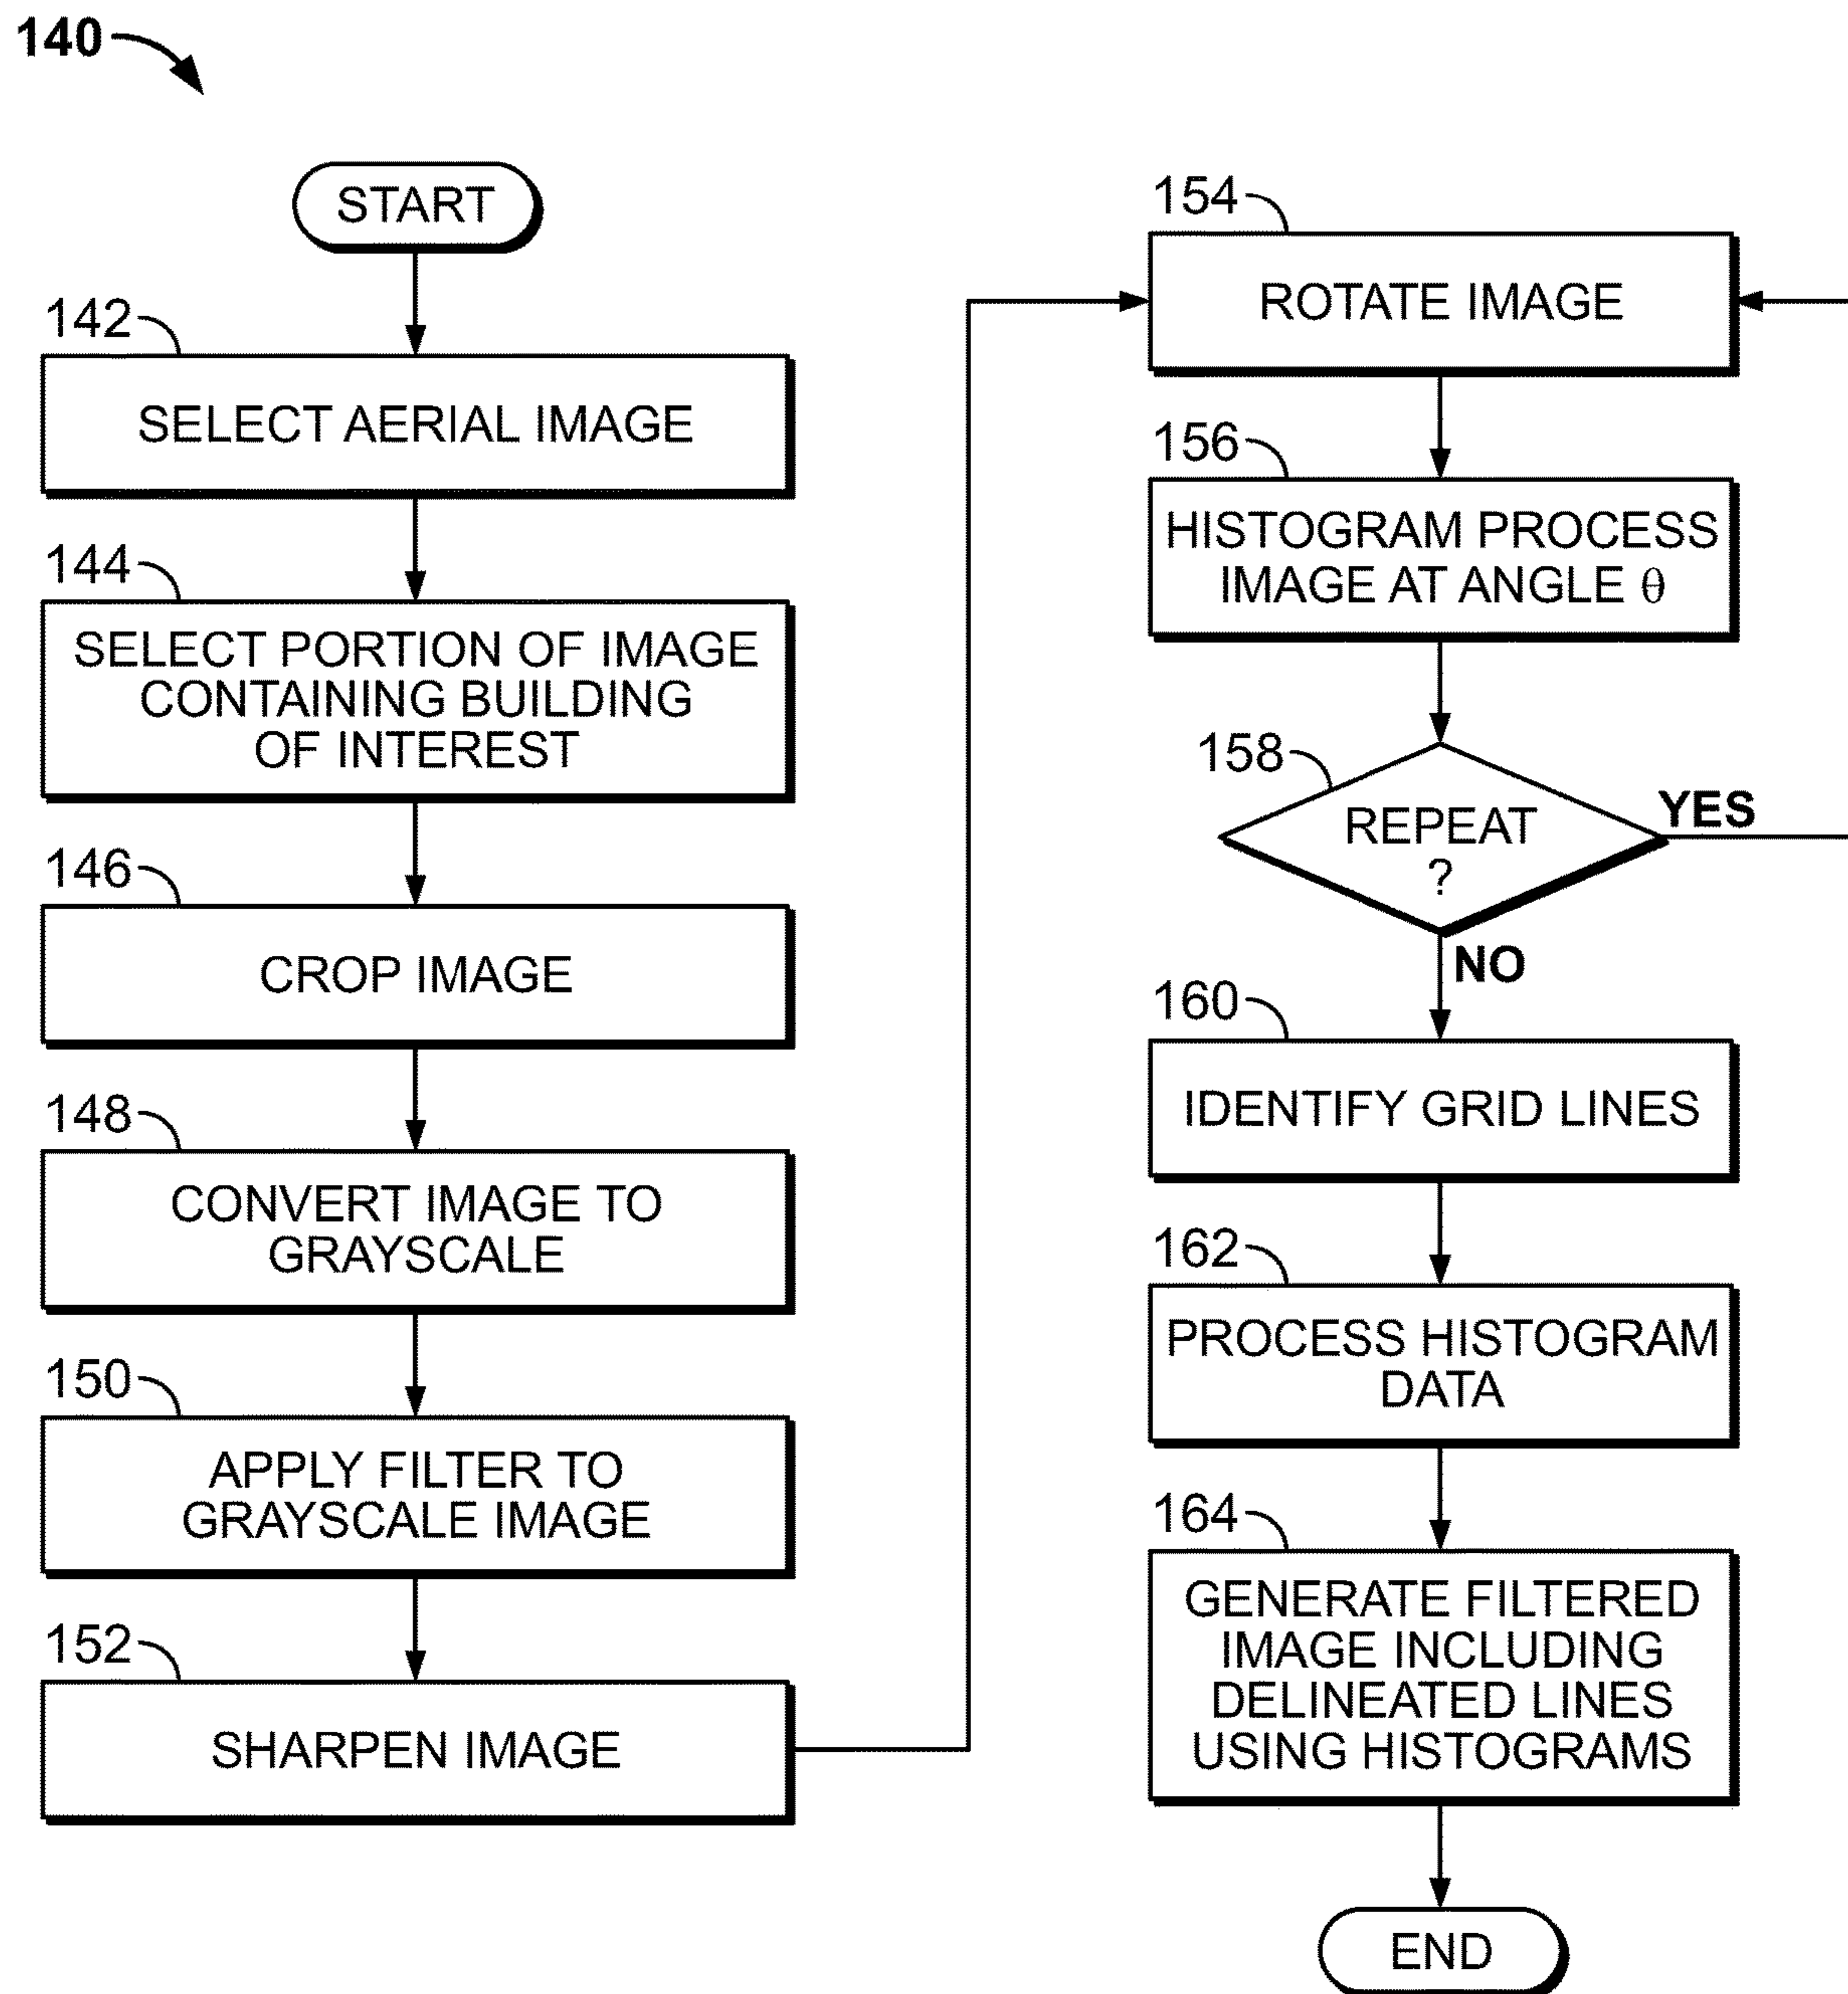 140
START
142
SELECT AERIAL IMAGE
144
SELECT PORTION OF IMAGE
CONTAINING BUILDING
OF INTEREST
146
CROP IMAGE
148
CONVERT IMAGE TO
GRAYSCALE
150
APPLY FILTER TO
GRAYSCALE IMAGE
152
SHARPEN IMAGE
154
ROTATE IMAGE
156
HISTOGRAM PROCESS
IMAGE AT ANGLE θ
158
REPEAT
?
YES
NO
160
IDENTIFY GRID LINES
162
PROCESS HISTOGRAM
DATA
164
GENERATE FILTERED
IMAGE INCLUDING
DELINEATED LINES
USING HISTOGRAMS
END